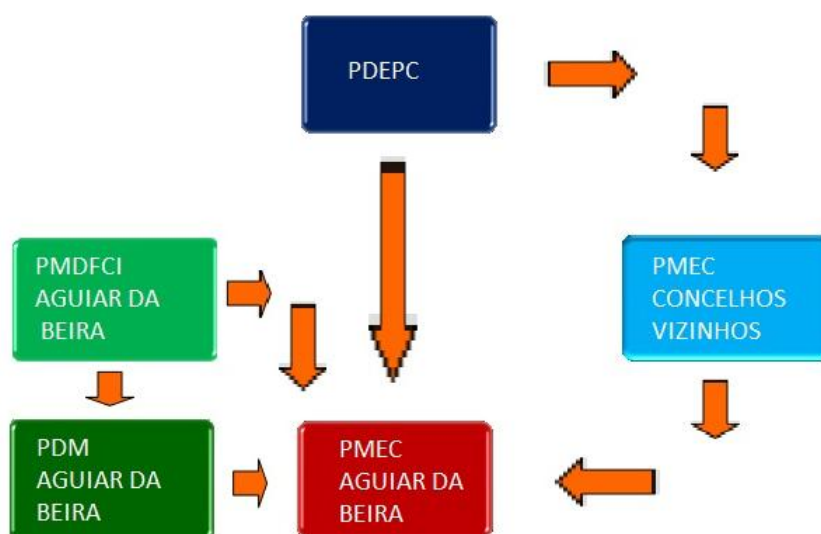 PDEPC
PMDFCI
AGUIAR DA
BEIRA
PMEC
CONCELHOS
VIZINHOS
PDM
AGUIAR DA
BEIRA
PMEC
AGUIAR DA
BEIRA